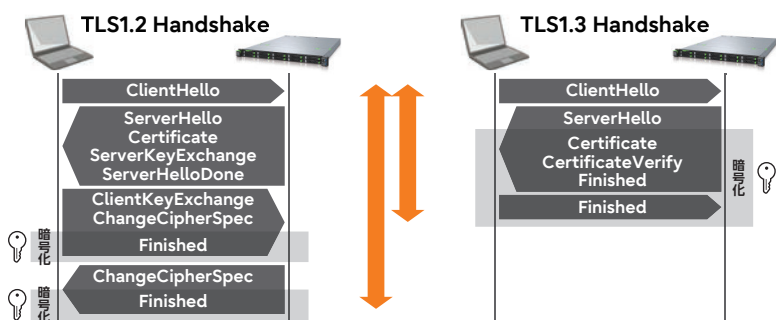 TLS1.2 Handshake
ClientHello
ServerHello
Certificate
ServerKeyExchange
ServerHelloDone
ClientKeyExchange
ChangeCipherSpec
Finished
暗号化
ChangeCipherSpec
Finished
暗号化
TLS1.3 Handshake
ClientHello
ServerHello
Certificate
CertificateVerify
Finished
Finished
暗号化